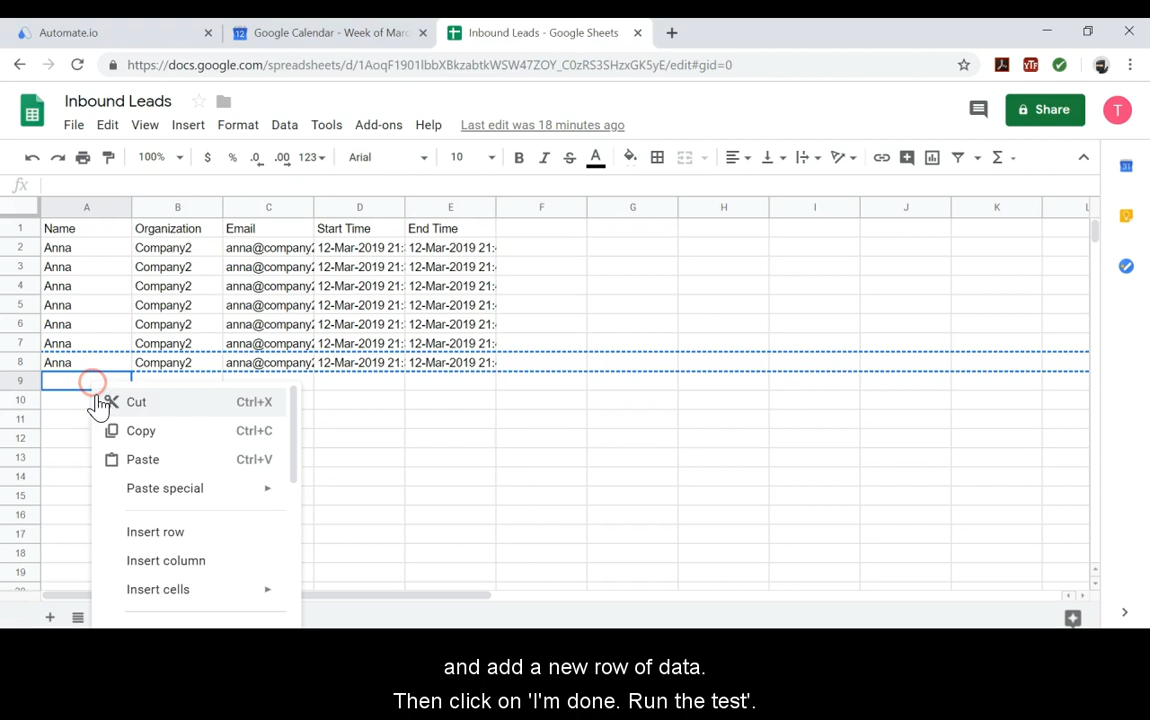 Automate.io
Google Calendar - Week of Marc
Inbound Leads - Google Sheets
https://docs.google.com/spreadsheets/d/1AoqF1901IbbXBkzabtkWSW47ZOY_C0zRS3SHzxGK5yE/edit#gid=0
Inbound Leads
File Edit View Insert Format Data Tools Add-ons Help Last edit was 18 minutes ago
Share
T
100% $ % .0 .00 123 Arial 10 B I S A
fx
A B C D E F G H I J K L
1 Name Organization Email Start Time End Time
2 Anna Company2 anna@company2 12-Mar-2019 21: 12-Mar-2019 21:
3 Anna Company2 anna@company2 12-Mar-2019 21: 12-Mar-2019 21:
4 Anna Company2 anna@company2 12-Mar-2019 21: 12-Mar-2019 21:
5 Anna Company2 anna@company2 12-Mar-2019 21: 12-Mar-2019 21:
6 Anna Company2 anna@company2 12-Mar-2019 21: 12-Mar-2019 21:
7 Anna Company2 anna@company2 12-Mar-2019 21: 12-Mar-2019 21:
8 Anna Company2 anna@company2 12-Mar-2019 21: 12-Mar-2019 21:
9
10
11
12
13
14
15
16
17
18
19
Cut Ctrl+X
Copy Ctrl+C
Paste Ctrl+V
Paste special
Insert row
Insert column
Insert cells
and add a new row of data.
Then click on 'I'm done. Run the test'.